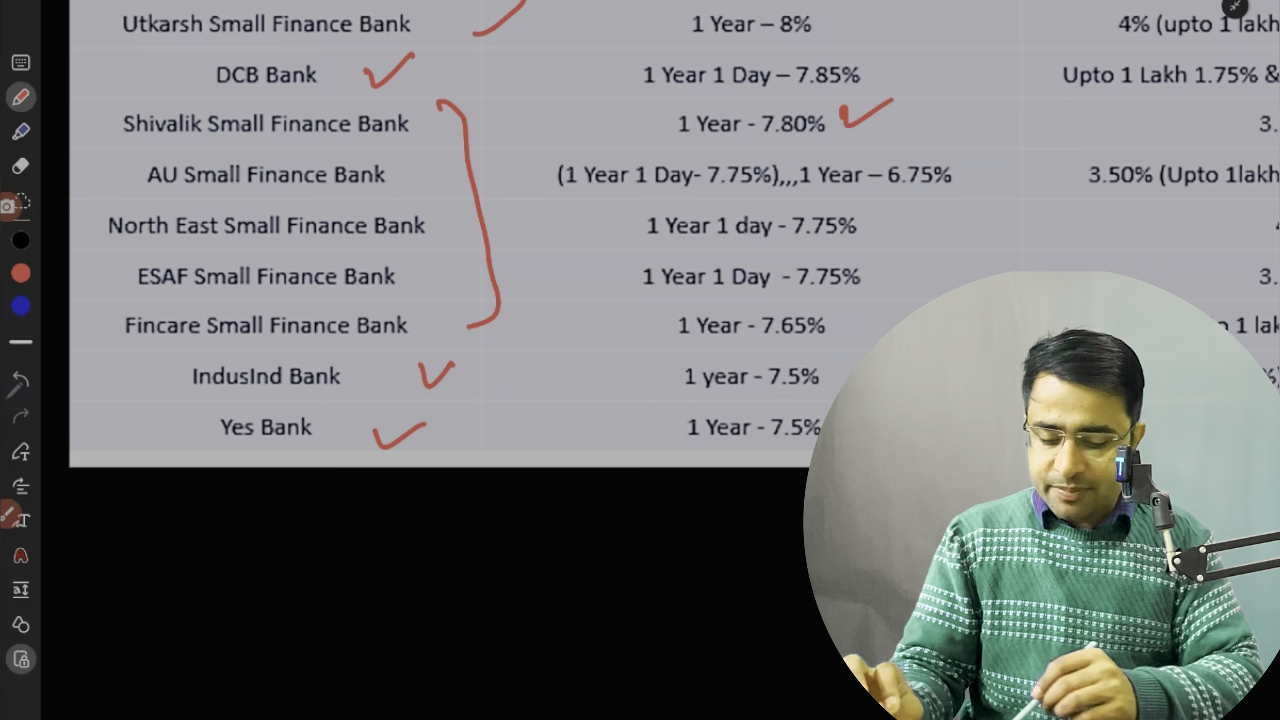 Utkarsh Small Finance Bank 1 Year – 8% 4% (upto 1 lakh
DCB Bank 1 Year 1 Day – 7.85% Upto 1 Lakh 1.75% &
Shivalik Small Finance Bank 1 Year - 7.80% 3.
AU Small Finance Bank (1 Year 1 Day- 7.75%),,,1 Year – 6.75% 3.50% (Upto 1lakh
North East Small Finance Bank 1 Year 1 day - 7.75%
ESAF Small Finance Bank 1 Year 1 Day - 7.75% 3.
Fincare Small Finance Bank 1 Year - 7.65% 1 lak
IndusInd Bank 1 year - 7.5%
Yes Bank 1 Year - 7.5%